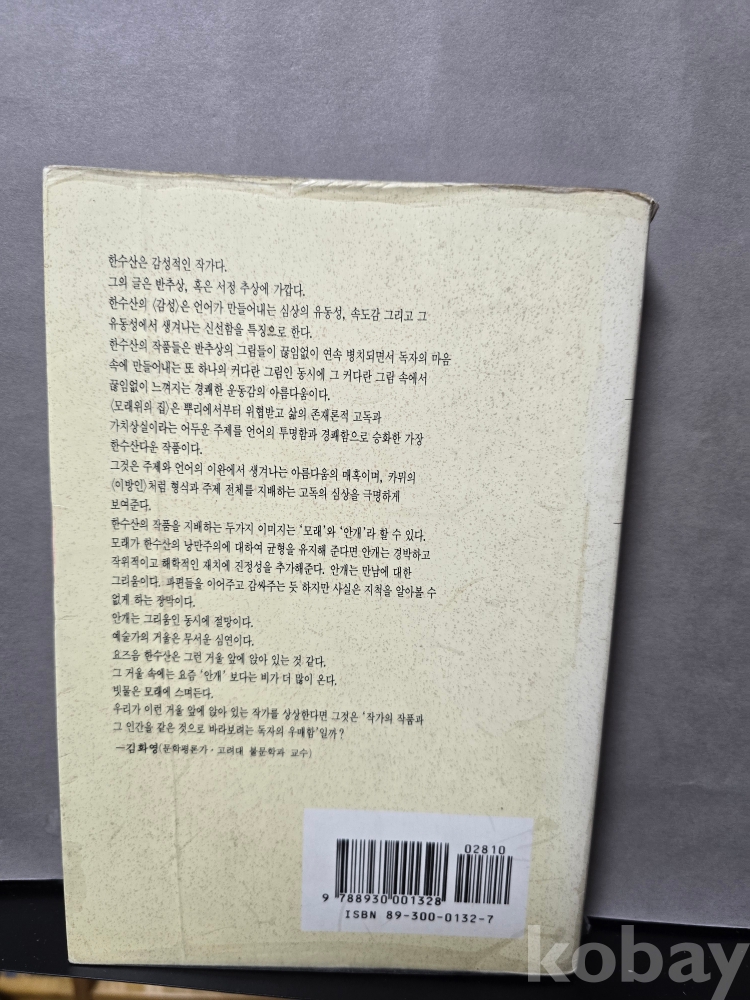 한수산은 감성적인 작가다.
그의 글은 반추상, 혹은 서정 추상에 가깝다.
한수산의 〈감성〉은 언어가 만들어내는 심상의 유동성, 속도감 그리고 그
유동성에서 생겨나는 신선함을 특징으로 한다.
한수산의 작품들은 반추상의 그림들이 끊임없이 연속 병치되면서 독자의 마음
속에 만들어내는 또 하나의 커다란 그림인 동시에 그 커다란 그림 속에서
끊임없이 느껴지는 경쾌한 운동감의 아름다움이다.
〈모래위의 집〉은 뿌리에서부터 위협받고 삶의 존재론적 고독과
가치상실이라는 어두운 주제를 언어의 투명함과 경쾌함으로 승화한 가장
한수산다운 작품이다.
그것은 주제와 언어의 이완에서 생겨나는 아름다움의 매혹이며, 카뮈의
〈이방인〉처럼 형식과 주제 전체를 지배하는 고독의 심상을 극명하게
보여준다.
한수산의 작품을 지배하는 두가지 이미지는 ‘모래’와 ‘안개’라 할 수 있다.
모래가 한수산의 낭만주의에 대하여 균형을 유지해 준다면 안개는 경박하고
작위적이고 해학적인 재치에 진정성을 추가해준다. 안개는 만남에 대한
그리움이다. 파편들을 이어주고 감싸주는 듯 하지만 사실은 지척을 알아볼 수
없게 하는 장막이다.
안개는 그리움인 동시에 절망이다.
예술가의 거울은 무서운 심연이다.
요즈음 한수산은 그런 거울 앞에 앉아 있는 것 같다.
그 거울 속에는 요즘 ‘안개’ 보다는 비가 더 많이 온다.
빗물은 모래에 스며든다.
우리가 이런 거울 앞에 앉아 있는 작가를 상상한다면 그것은 ‘작가의 작품과
그 인간을 같은 것으로 바라보려는 독자의 우매함’일까?
—김화영(문학평론가·고려대 불문학과 교수)
02810
9 788930 001328
ISBN 89-300-0132-7
kobay